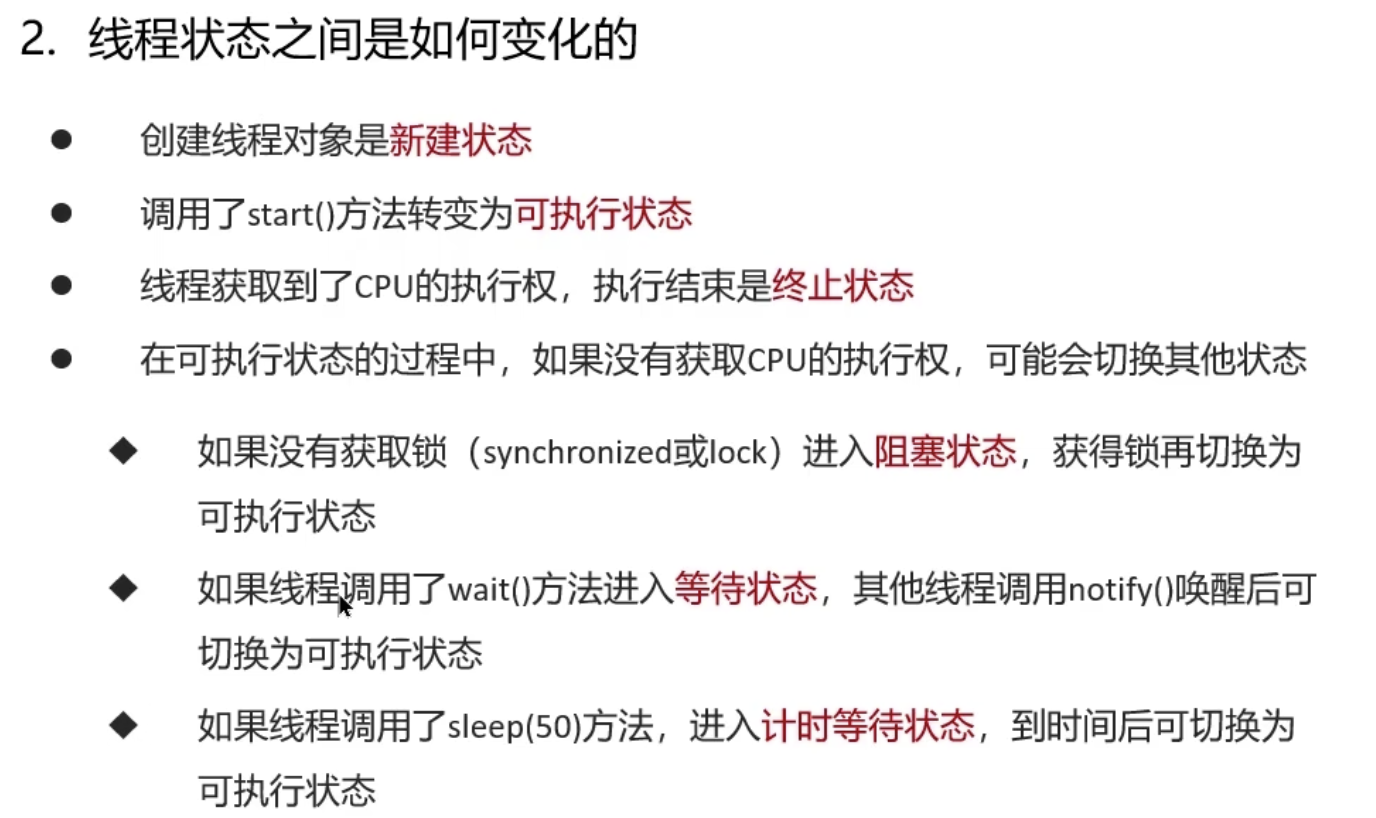 2. 线程状态之间是如何变化的
● 创建线程对象是新建状态
● 调用了start()方法转变为可执行状态
● 线程获取到了CPU的执行权，执行结束是终止状态
● 在可执行状态的过程中，如果没有获取CPU的执行权，可能会切换其他状态
◆ 如果没有获取锁（synchronized或lock）进入阻塞状态，获得锁再切换为
可执行状态
◆ 如果线程调用了wait()方法进入等待状态，其他线程调用notify()唤醒后可
切换为可执行状态
◆ 如果线程调用了sleep(50)方法，进入计时等待状态，到时间后可切换为
可执行状态